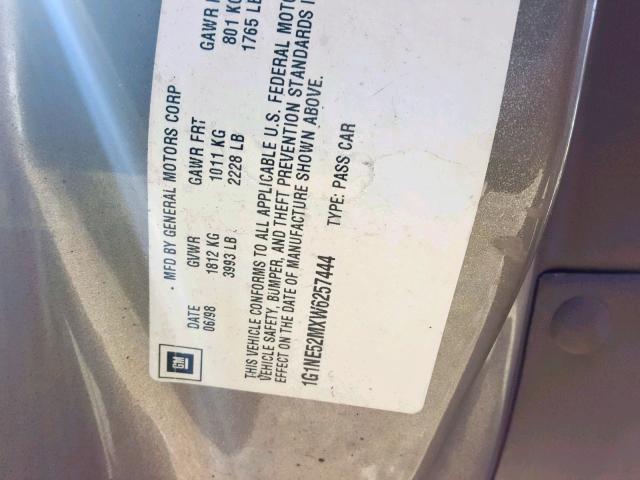 MFD BY GENERAL MOTORS CORP
DATE GVWR GAWR FRT GAWR
06/98 1812 KG 1011 KG 801 KG
3993 LB 2228 LB 1765 LB
THIS VEHICLE CONFORMS TO ALL APPLICABLE U.S. FEDERAL MOTO
VEHICLE SAFETY, BUMPER, AND THEFT PREVENTION STANDARDS I
EFFECT ON THE DATE OF MANUFACTURE SHOWN ABOVE.
1G1NE52MXW6257444 TYPE: PASS CAR
GM